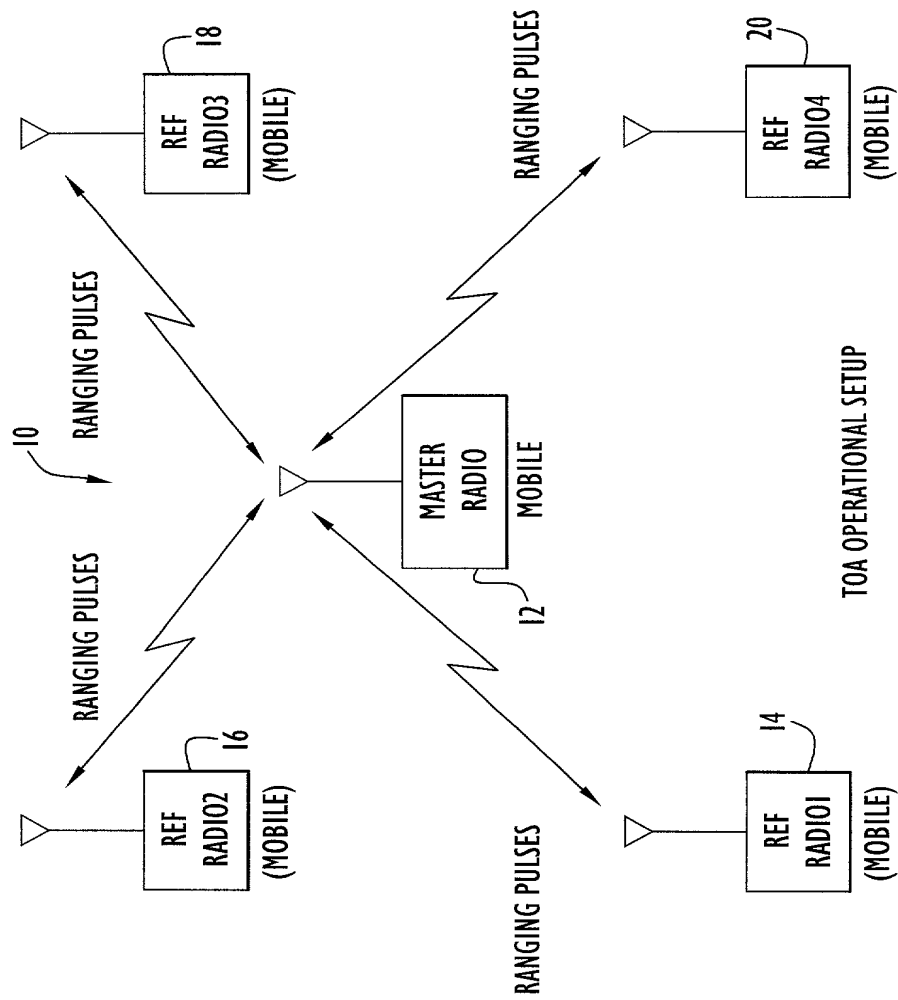 RANGING PULSES
10
RANGING PULSES
REF
RADIO2
16
(MOBILE)
REF
RADIO3
18
(MOBILE)
MASTER
RADIO
12
MOBILE
RANGING PULSES
REF
RADIO1
14
(MOBILE)
RANGING PULSES
REF
RADIO4
20
(MOBILE)
TOA OPERATIONAL SETUP